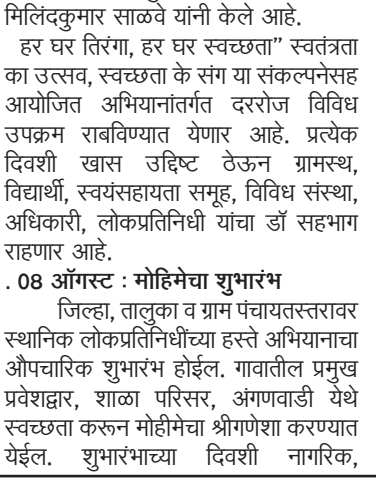 मिलिंदकुमार साळवे यांनी केले आहे.
हर घर तिरंगा, हर घर स्वच्छता” स्वतंत्रता
का उत्सव, स्वच्छता के संग या संकल्पनेसह
आयोजित अभियानांतर्गत दररोज विविध
उपक्रम राबविण्यात येणार आहे. प्रत्येक
दिवशी खास उद्दिष्ट ठेऊन ग्रामस्थ,
विद्यार्थी, स्वयंसहायता समूह, विविध संस्था,
अधिकारी, लोकप्रतिनिधी यांचा डॉ सहभाग
राहणार आहे.
. 08 ऑगस्ट : मोहिमेचा शुभारंभ
जिल्हा, तालुका व ग्राम पंचायतस्तरावर
स्थानिक लोकप्रतिनिधींच्या हस्ते अभियानाचा
औपचारिक शुभारंभ होईल. गावातील प्रमुख
प्रवेशद्वार, शाळा परिसर, अंगणवाडी येथे
स्वच्छता करून मोहीमेचा श्रीगणेशा करण्यात
येईल. शुभारंभाच्या दिवशी नागरिक,